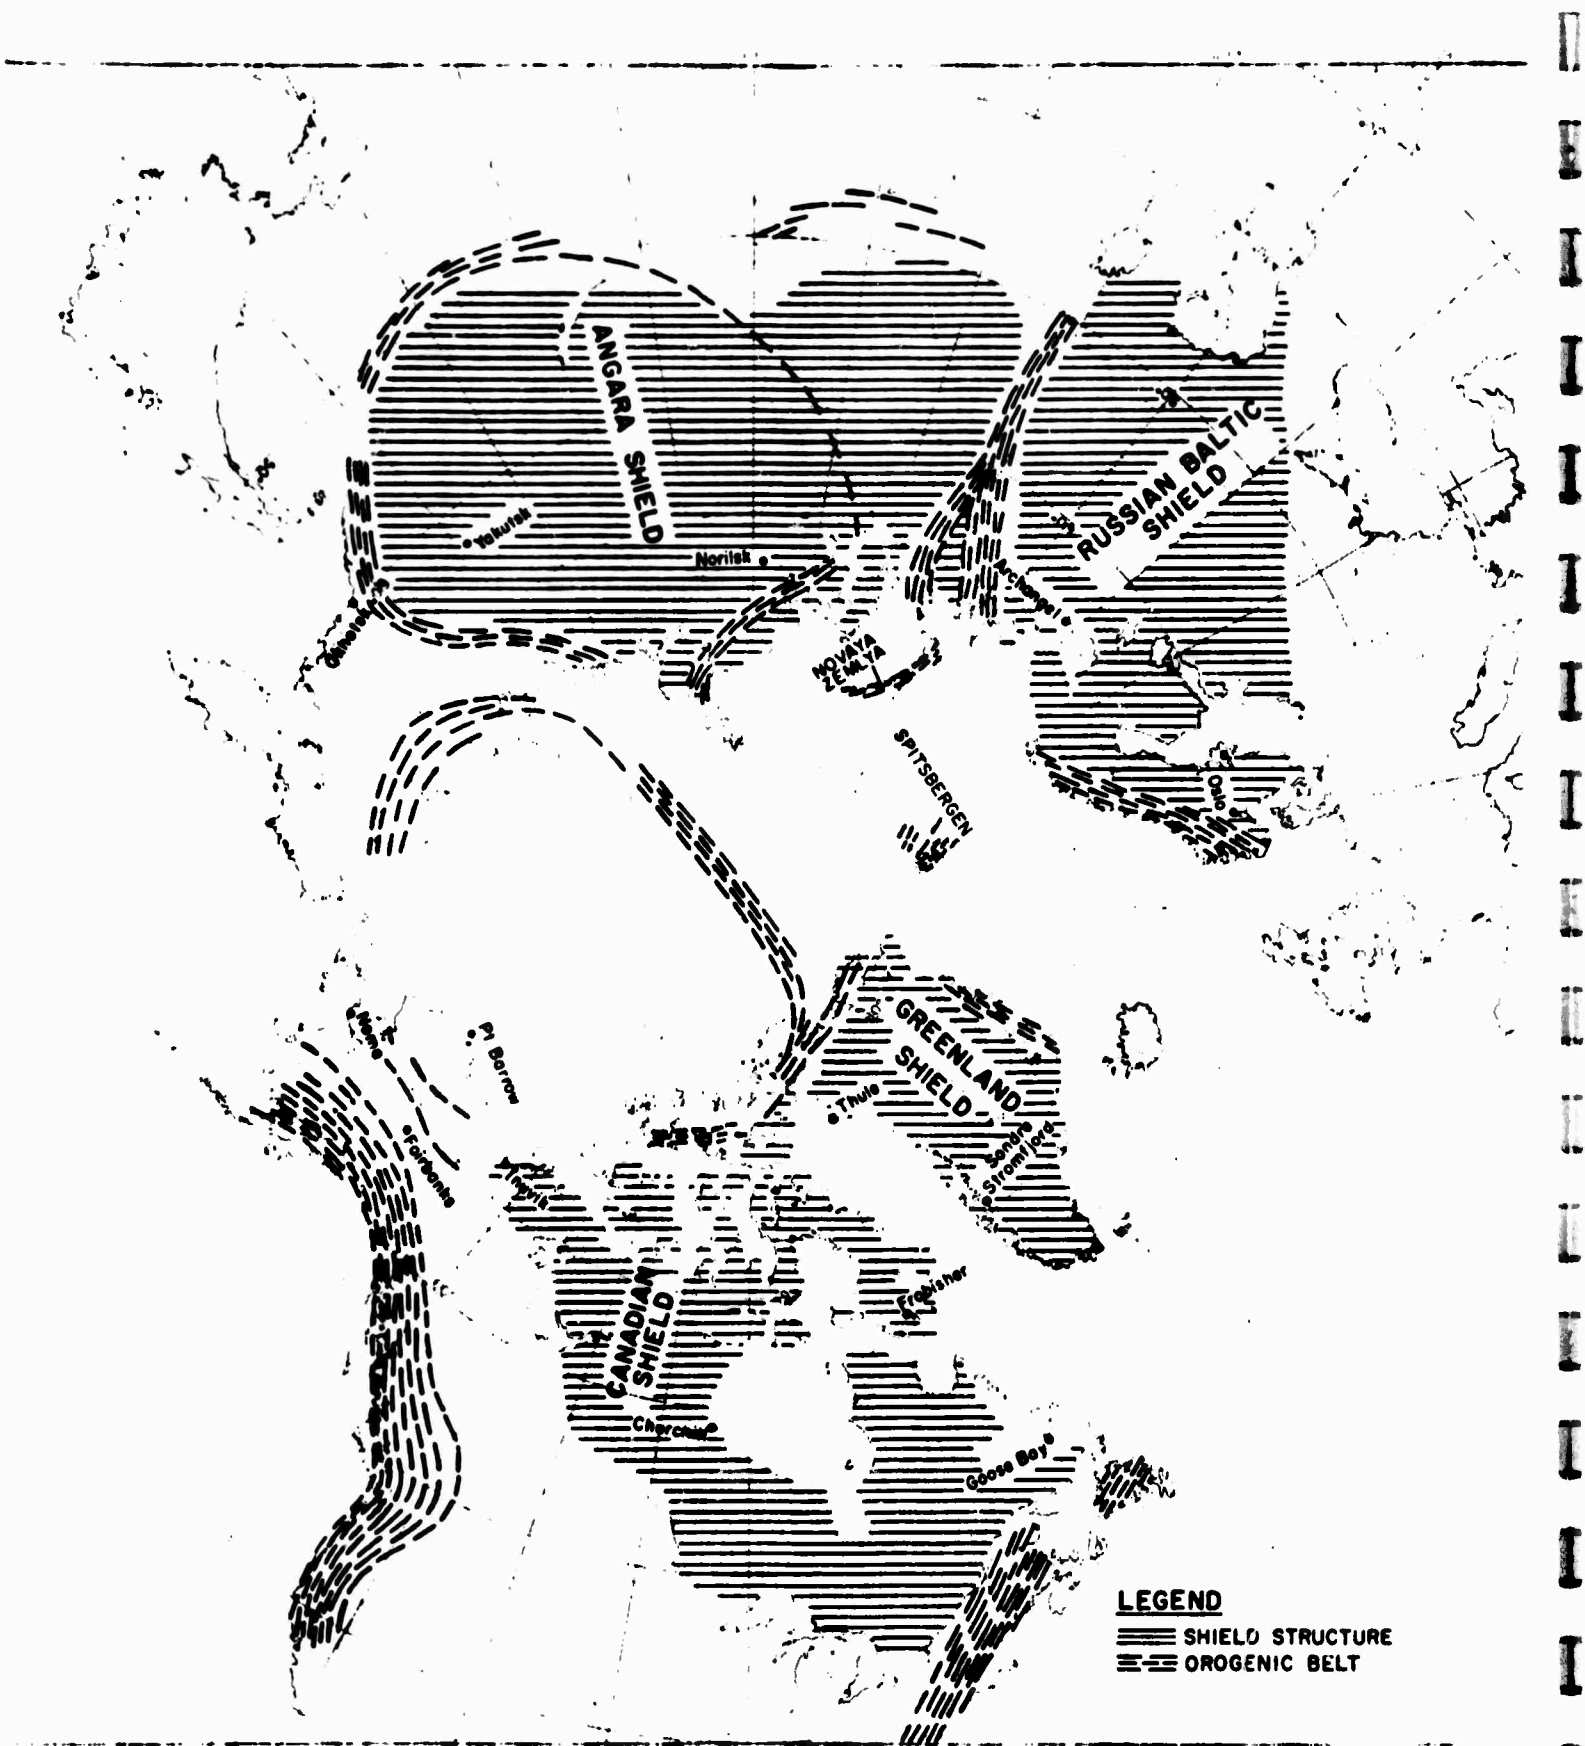 ANGARA SHIELD
RUSSIAN BALTIC
SHIELD
Yakutsk
Norilsk
Archangel
NOVAYA
ZEMLYA
SPITSBERGEN
Oslo
Nome
Pt Barrow
GREENLAND
SHIELD
Thule
Fairbanks
Sondre
Stromfjord
Inuvik
Frobisher
CANADIAN
SHIELD
Churchill
Goose Bay
LEGEND
SHIELD STRUCTURE
OROGENIC BELT